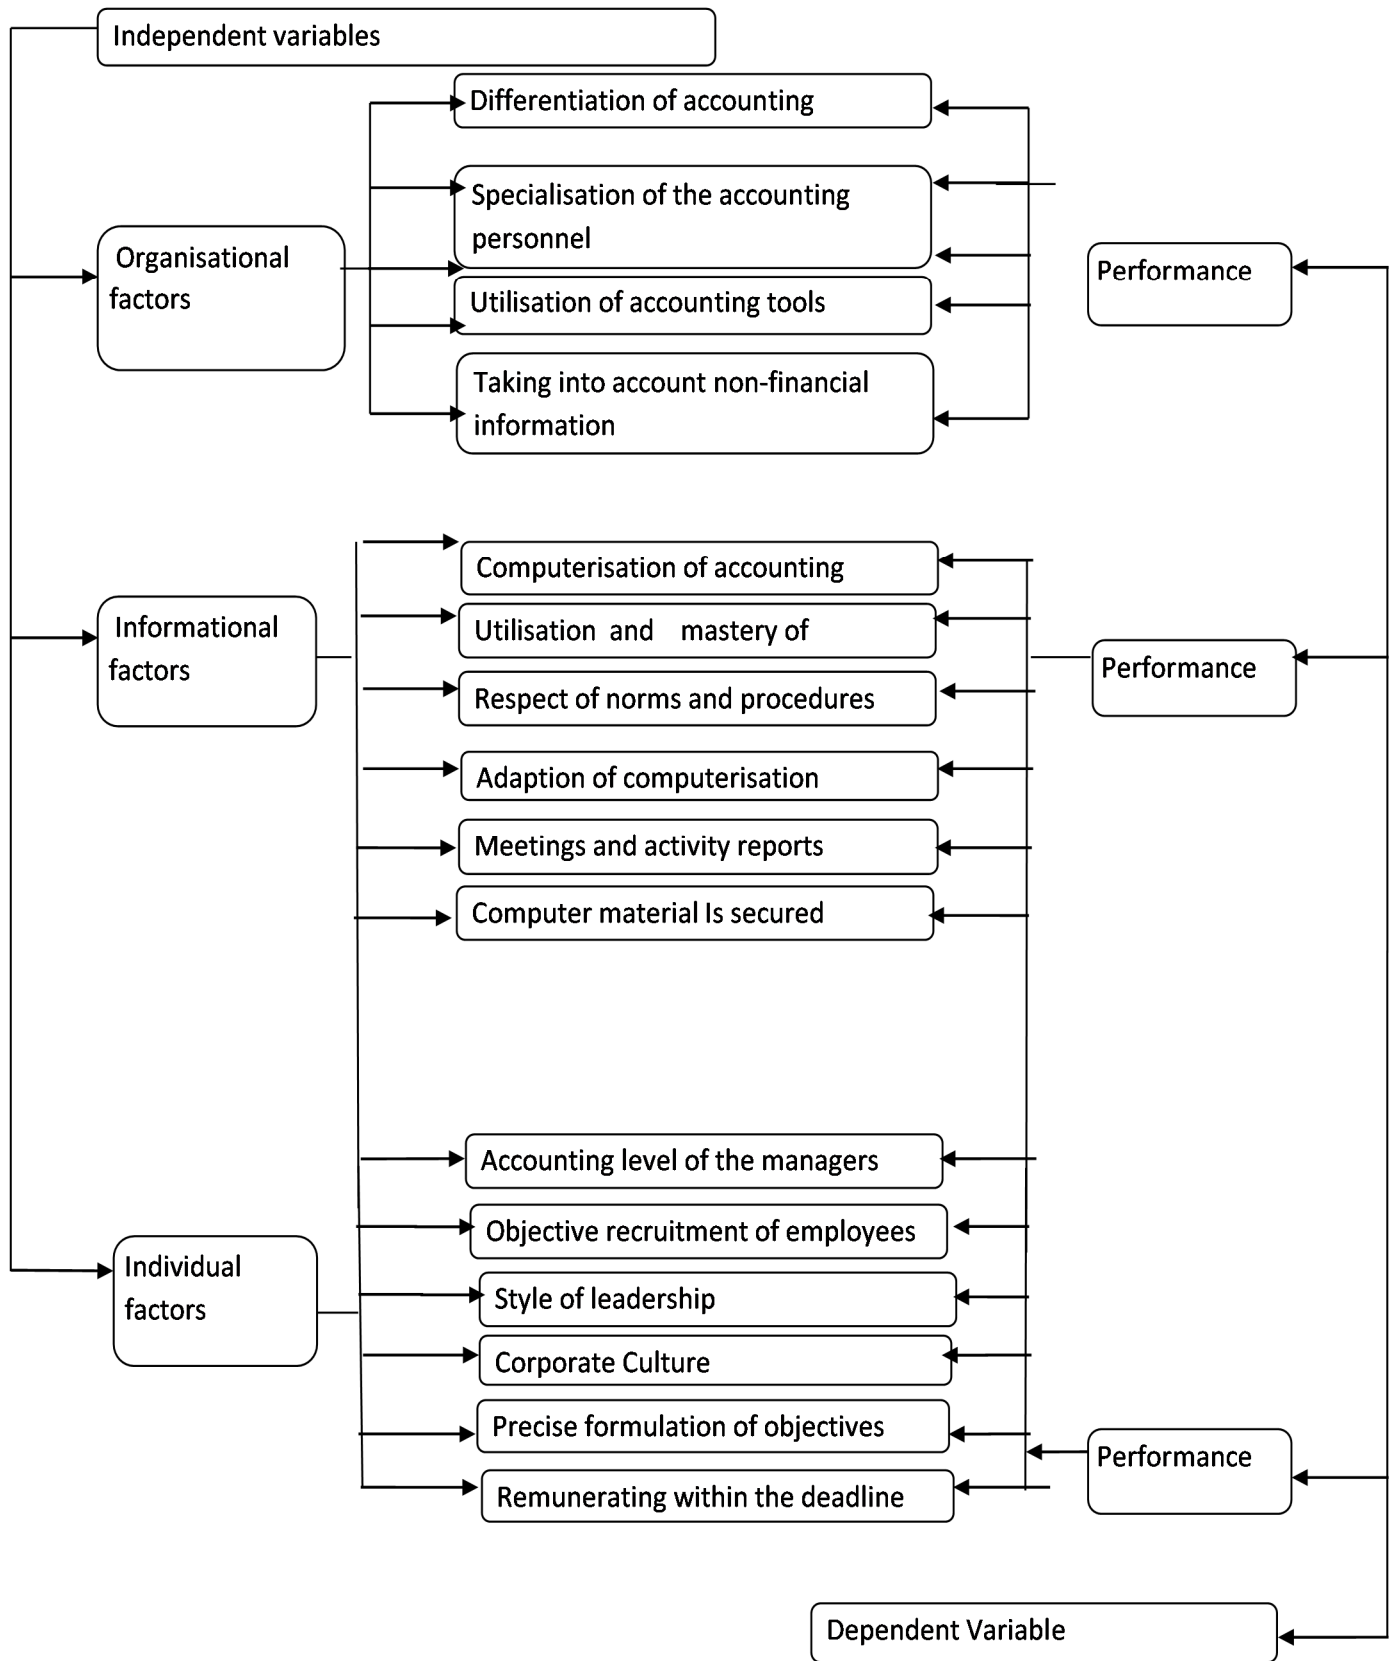 Independent variables
Differentiation of accounting
Specialisation of the accounting
personnel
Organisational
factors
Utilisation of accounting tools
Performance
Taking into account non-financial
information
Computerisation of accounting
Informational
factors
Utilisation and mastery of
Performance
Respect of norms and procedures
Adaption of computerisation
Meetings and activity reports
Computer material Is secured
Accounting level of the managers
Objective recruitment of employees
Individual
factors
Style of leadership
Corporate Culture
Precise formulation of objectives
Performance
Remunerating within the deadline
Dependent Variable